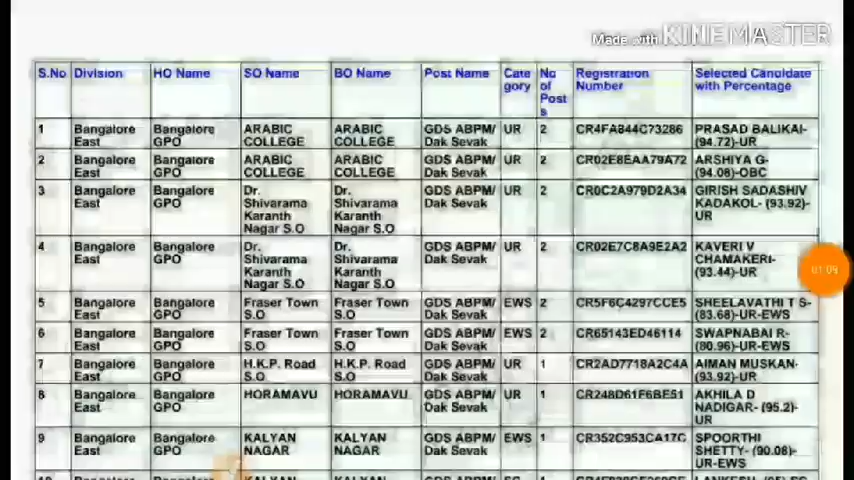 Made with KINEMASTER
S.No Division HO Name SO Name BO Name Post Name Cate gory No of Post s Registration Number Selected Candidate with Percentage
1 Bangalore East Bangalore GPO ARABIC COLLEGE ARABIC COLLEGE GDS ABPM/ Dak Sevak UR 2 CR4FA844C73286 PRASAD BALIKAI- (94.72)-UR
2 Bangalore East Bangalore GPO ARABIC COLLEGE ARABIC COLLEGE GDS ABPM/ Dak Sevak UR 2 CR02E8EAA79A72 ARSHIYA G- (94.08)-OBC
3 Bangalore East Bangalore GPO Dr. Shivarama Karanth Nagar S.O Dr. Shivarama Karanth Nagar S.O GDS ABPM/ Dak Sevak UR 2 CR0C2A979D2A34 GIRISH SADASHIV KADAKOL- (93.92)- UR
4 Bangalore East Bangalore GPO Dr. Shivarama Karanth Nagar S.O Dr. Shivarama Karanth Nagar S.O GDS ABPM/ Dak Sevak UR 2 CR02E7C8A9E2A2 KAVERI V CHAMAKERI- (93.44)-UR
5 Bangalore East Bangalore GPO Fraser Town S.O Fraser Town S.O GDS ABPM/ Dak Sevak EWS 2 CR5F6C4297CCE5 SHEELAVATHI T S- (83.68)-UR-EWS
6 Bangalore East Bangalore GPO Fraser Town S.O Fraser Town S.O GDS ABPM/ Dak Sevak EWS 2 CR65143ED46114 SWAPNABAI R- (80.96)-UR-EWS
7 Bangalore East Bangalore GPO H.K.P. Road S.O H.K.P. Road S.O GDS ABPM/ Dak Sevak UR 1 CR2AD7718A2C4A AIMAN MUSKAN- (93.92)-UR
8 Bangalore East Bangalore GPO HORAMAVU HORAMAVU GDS ABPM/ Dak Sevak UR 1 CR248D61F6BE51 AKHILA D NADIGAR- (95.2)- UR
9 Bangalore East Bangalore GPO KALYAN NAGAR KALYAN NAGAR GDS ABPM/ Dak Sevak EWS 1 CR352C953CA17C SPOORTHI SHETTY- (90.08)- UR-EWS
01:09